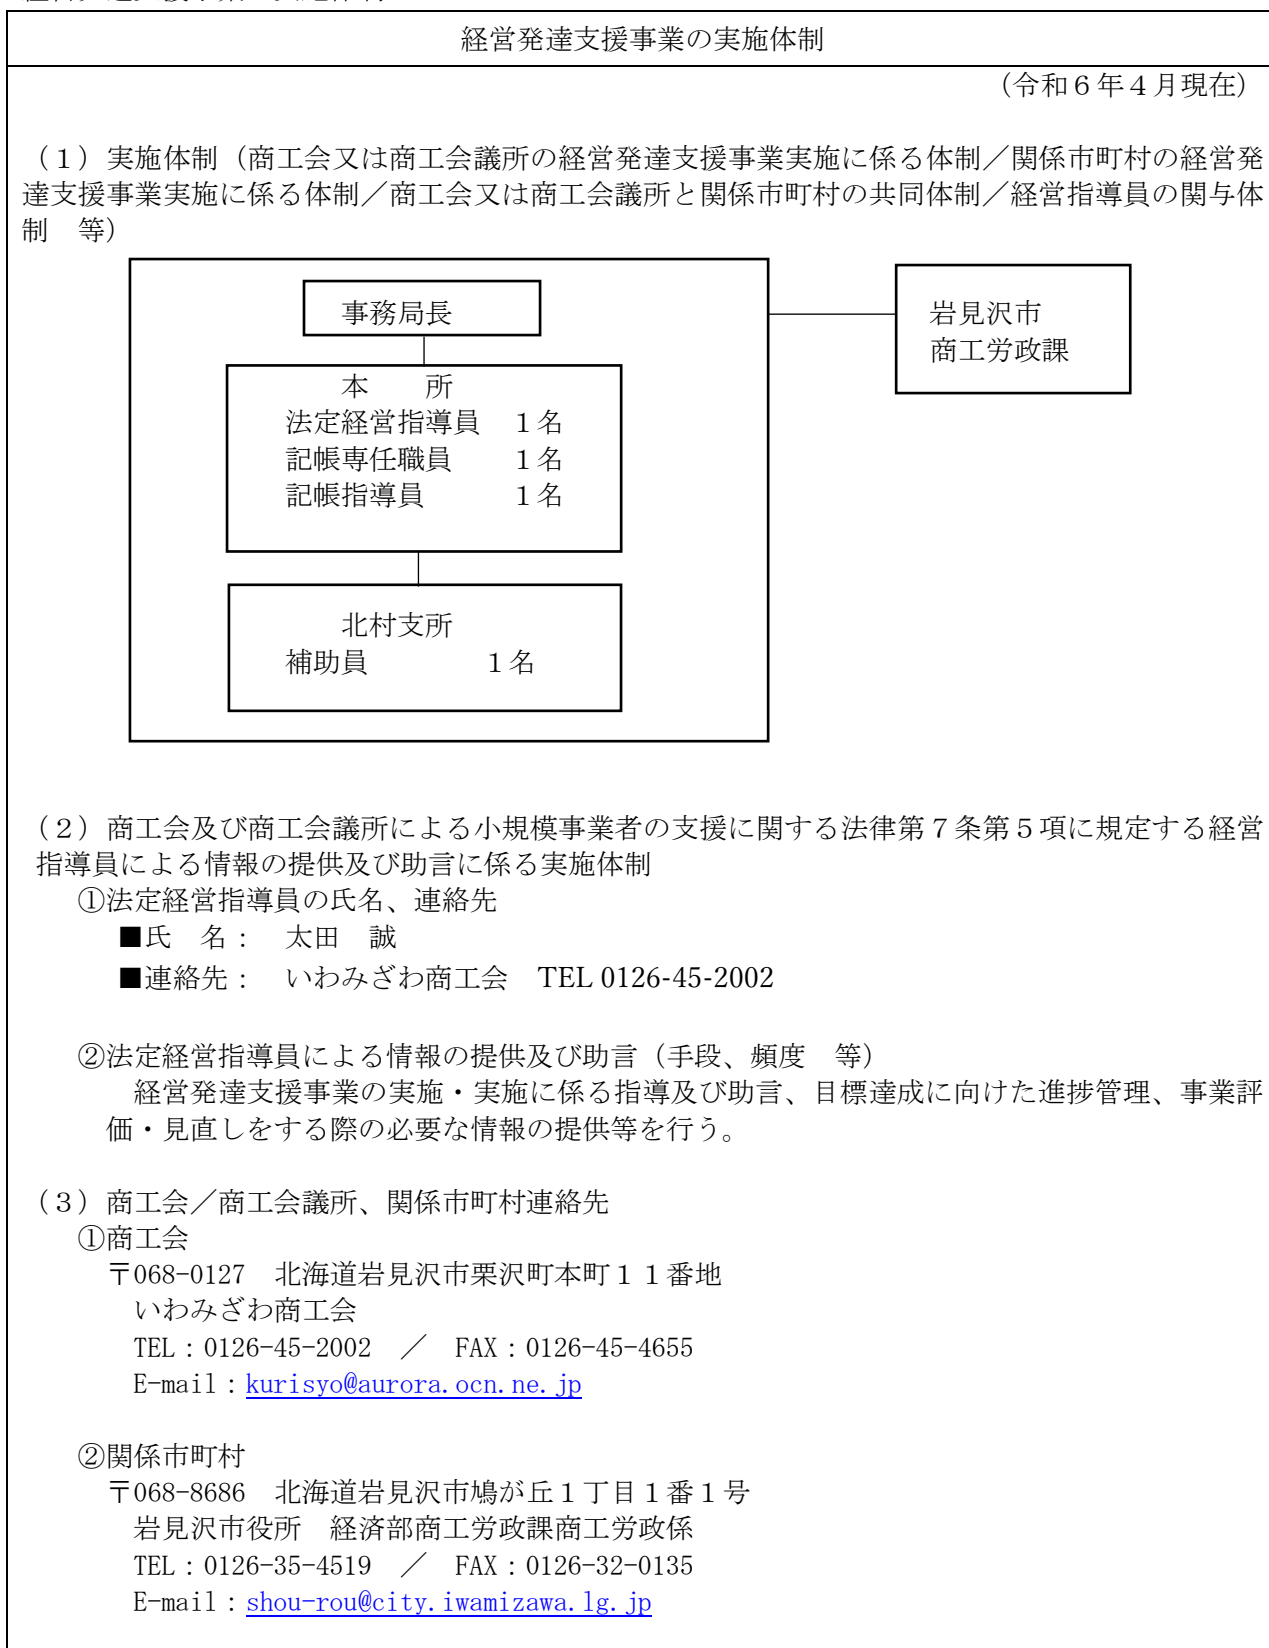 経営発達支援事業の実施体制
（令和６年４月現在）
（１）実施体制（商工会又は商工会議所の経営発達支援事業実施に係る体制／関係市町村の経営発
達支援事業実施に係る体制／商工会又は商工会議所と関係市町村の共同体制／経営指導員の関与体
制　等）
事務局長
本　　所
法定経営指導員　１名
記帳専任職員　　１名
記帳指導員　　　１名
北村支所
補助員　　　　１名
岩見沢市
商工労政課
（２）商工会及び商工会議所による小規模事業者の支援に関する法律第７条第５項に規定する経営
指導員による情報の提供及び助言に係る実施体制
①法定経営指導員の氏名、連絡先
■氏　名：　太田　誠
■連絡先：　いわみざわ商工会　TEL 0126-45-2002
②法定経営指導員による情報の提供及び助言（手段、頻度　等）
経営発達支援事業の実施・実施に係る指導及び助言、目標達成に向けた進捗管理、事業評
価・見直しをする際の必要な情報の提供等を行う。
（３）商工会／商工会議所、関係市町村連絡先
①商工会
〒068-0127　北海道岩見沢市栗沢町本町１１番地
いわみざわ商工会
TEL：0126-45-2002　／　FAX：0126-45-4655
E-mail：kurisyo@aurora.ocn.ne.jp
②関係市町村
〒068-8686　北海道岩見沢市鳩が丘１丁目１番１号
岩見沢市役所　経済部商工労政課商工労政係
TEL：0126-35-4519　／　FAX：0126-32-0135
E-mail：shou-rou@city.iwamizawa.lg.jp